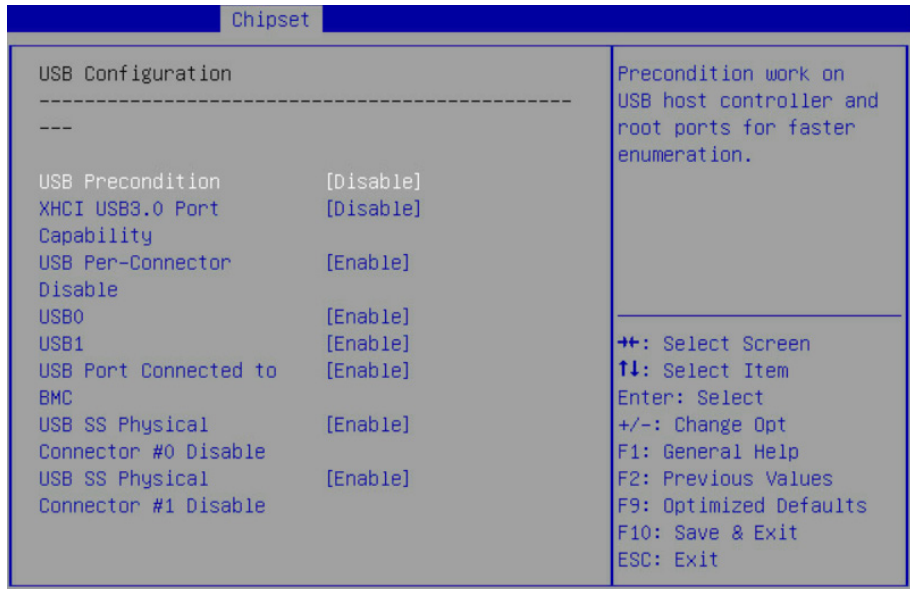 Chipset
USB Configuration
-----------------------------------------------
---
USB Precondition [Disable]
XHCI USB3.0 Port [Disable]
Capability
USB Per-Connector [Enable]
Disable
USB0 [Enable]
USB1 [Enable]
USB Port Connected to [Enable]
BMC
USB SS Physical [Enable]
Connector #0 Disable
USB SS Physical [Enable]
Connector #1 Disable
Precondition work on
USB host controller and
root ports for faster
enumeration.
→←: Select Screen
↑↓: Select Item
Enter: Select
+/-: Change Opt
F1: General Help
F2: Previous Values
F9: Optimized Defaults
F10: Save & Exit
ESC: Exit